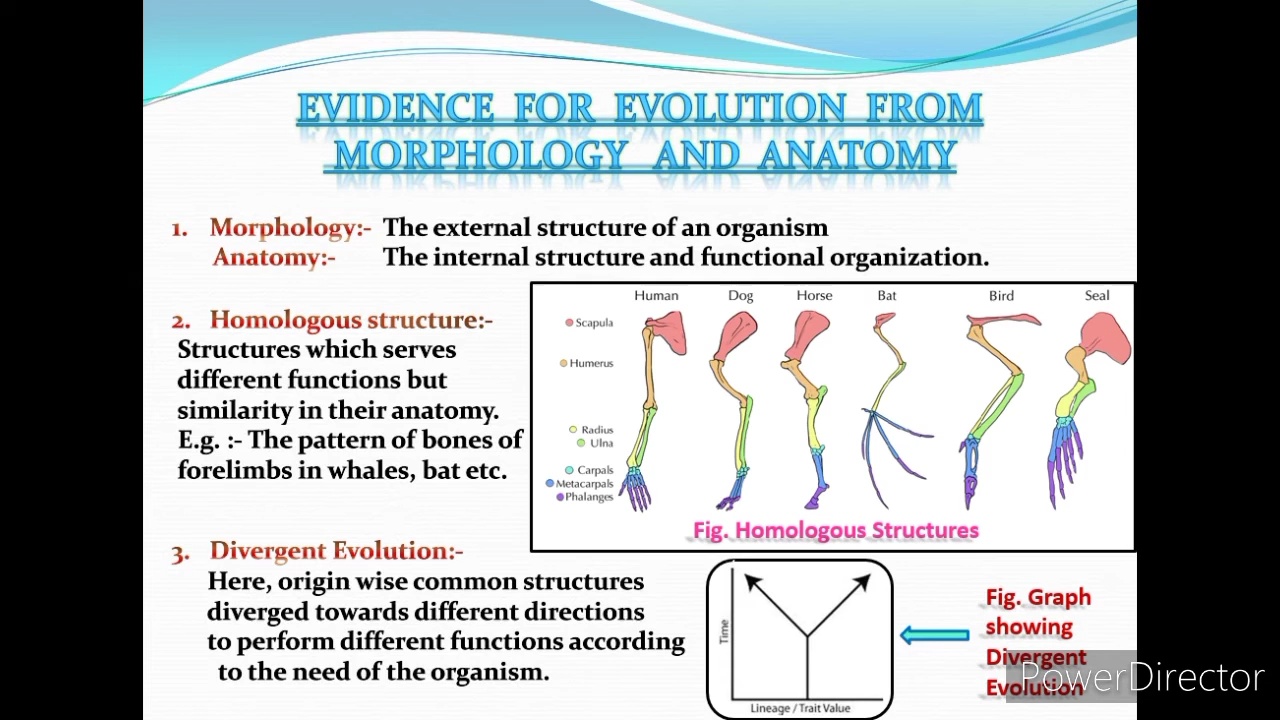 EVIDENCE FOR EVOLUTION FROM
MORPHOLOGY AND ANATOMY
1. Morphology:- The external structure of an organism
Anatomy:- The internal structure and functional organization.
2. Homologous structure:-
Structures which serves
different functions but
similarity in their anatomy.
E.g. :- The pattern of bones of
forelimbs in whales, bat etc.
Human Dog Horse Bat Bird Seal
Scapula
Humerus
Radius
Ulna
Carpals
Metacarpals
Phalanges
Fig. Homologous Structures
3. Divergent Evolution:-
Here, origin wise common structures
diverged towards different directions
to perform different functions according
to the need of the organism.
Time
Lineage / Trait Value
Fig. Graph
showing
Divergent
Evolution
PowerDirector